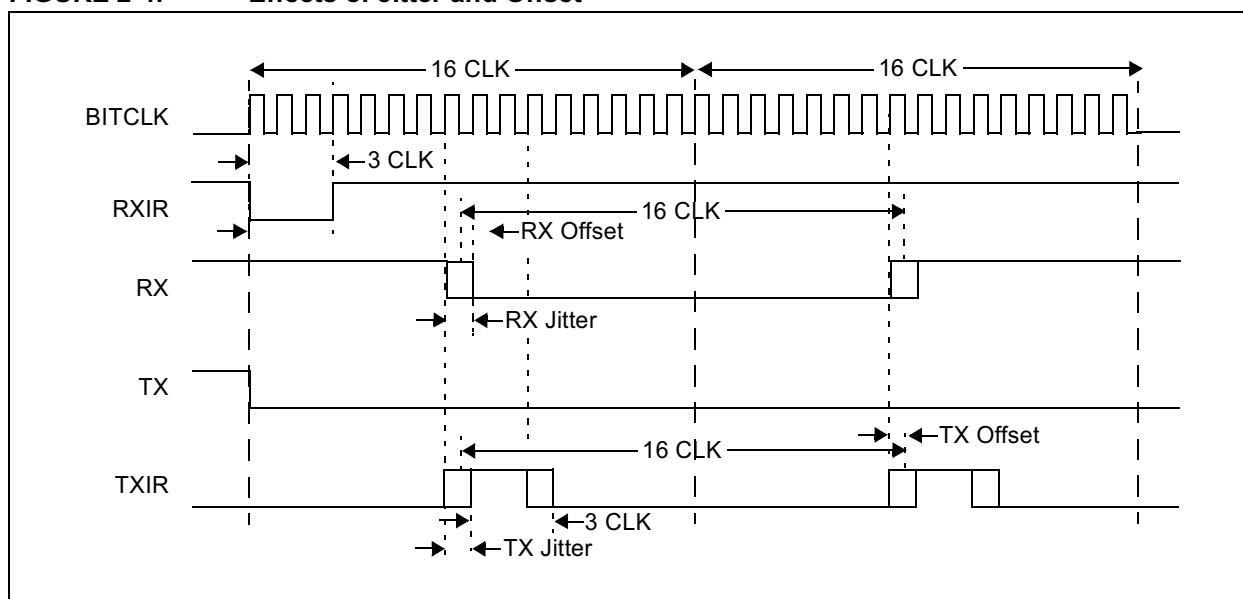 FIGURE 2-4: Effects of Jitter and Offset
16 CLK 16 CLK
BITCLK
3 CLK
RXIR
16 CLK
RX Offset
RX
RX Jitter
TX
TX Offset
16 CLK
TXIR
3 CLK
TX Jitter